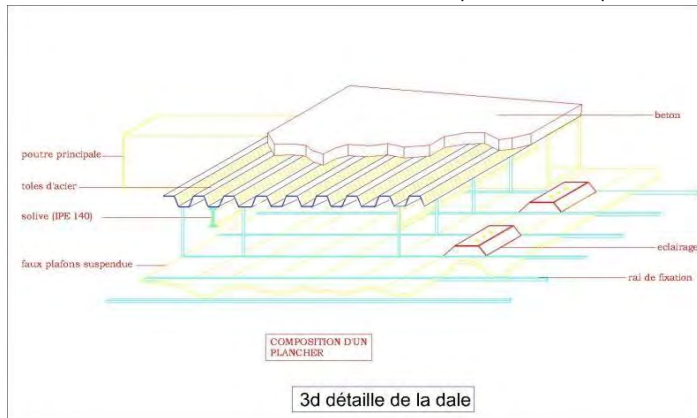 beton
poutre principale
toles d'acier
solive (IPE 140)
faux plafons suspendue
eclairage
rai de fixation
COMPOSITION D'UN
PLANCHER
3d détaille de la dale